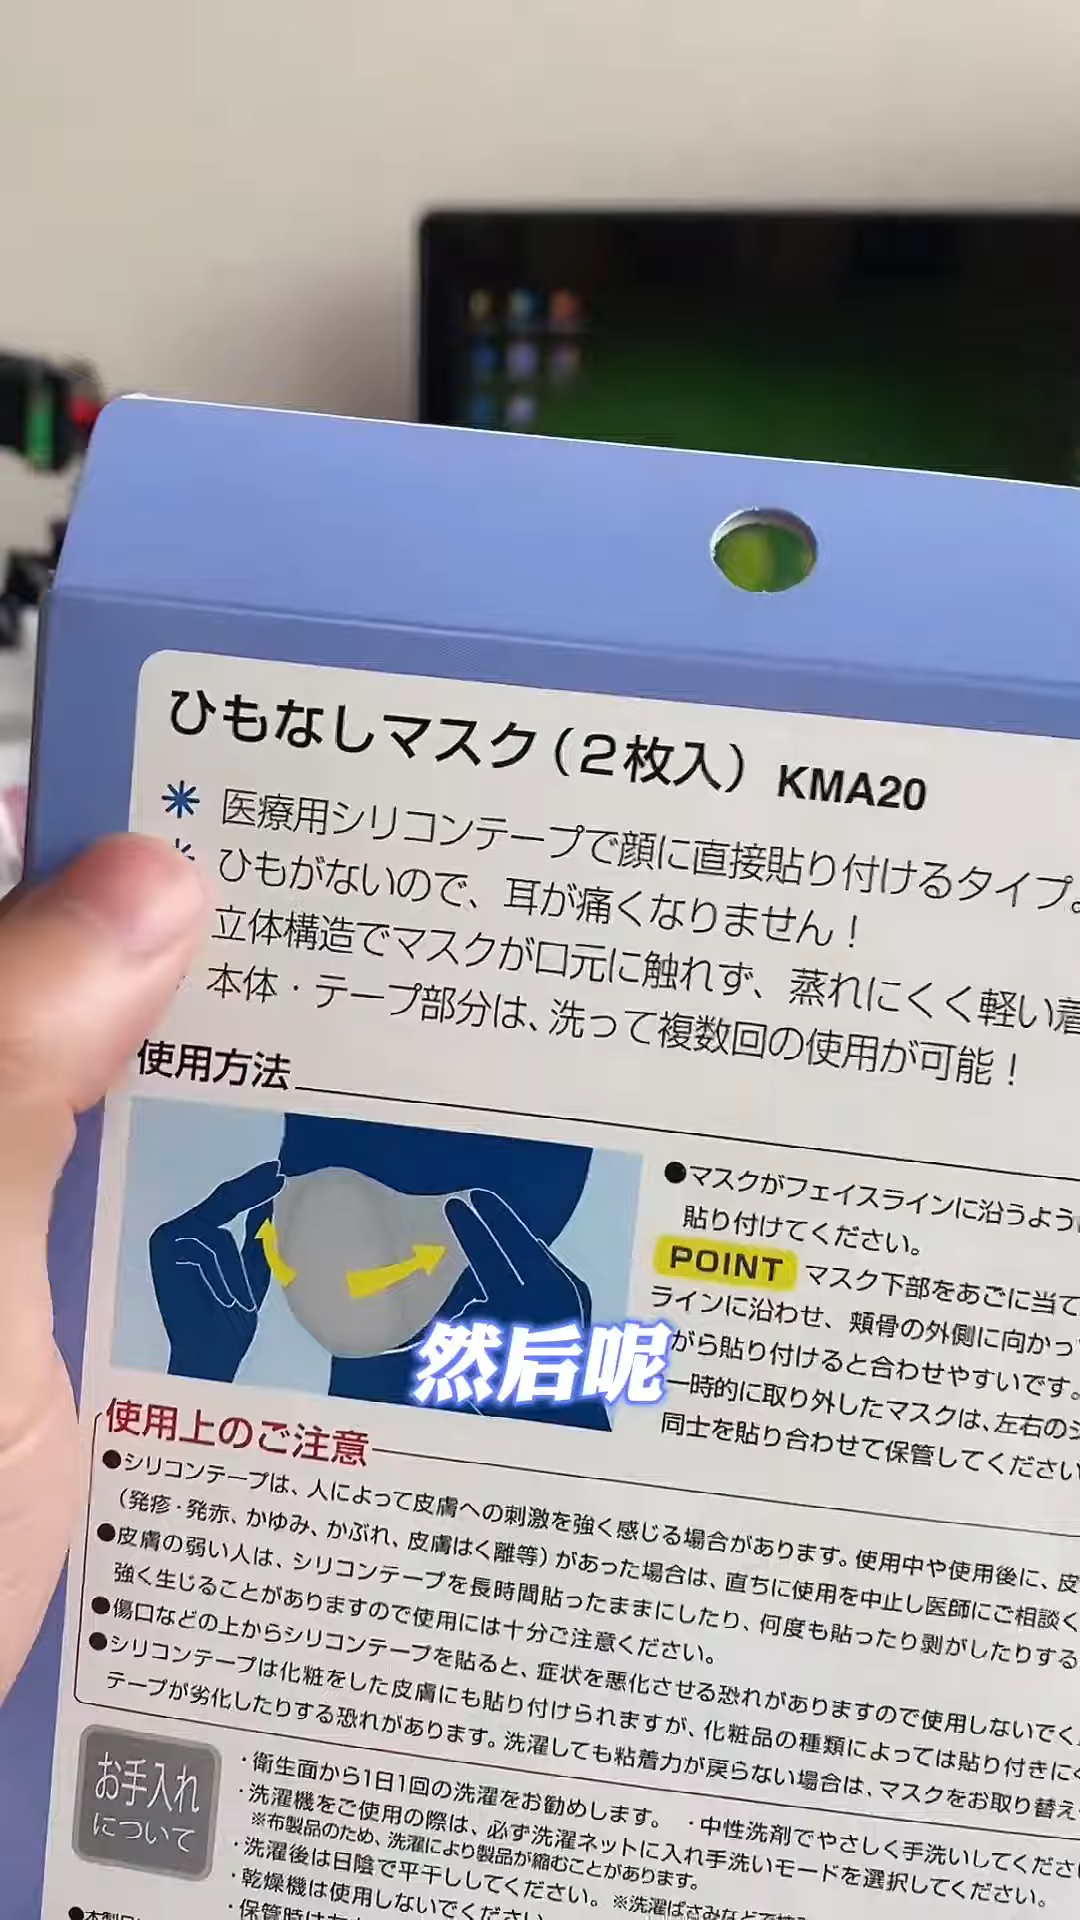 ひもなしマスク(2枚入) KMA20
医療用シリコンテープで顔に直接貼り付けるタイプ。
ひもがないので、耳が痛くなりません!
立体構造でマスクが口元に触れず、蒸れにくく軽い着
本体・テープ部分は、洗って複数回の使用が可能!
使用方法
●マスクがフェイスラインに沿うよう
貼り付けてください。
POINT マスク下部をあごに当て
ラインに沿わせ、頬骨の外側に向かっ
がら貼り付けると合わせやすいです。
一時的に取り外したマスクは、左右のシ
同士を貼り合わせて保管してください
然后呢
使用上のご注意
●シリコンテープは、人によって皮膚への刺激を強く感じる場合があります。使用中や使用後に、皮
(発疹・発赤、かゆみ、かぶれ、皮膚はく離等)があった場合は、直ちに使用を中止し医師にご相談く
●皮膚の弱い人は、シリコンテープを長時間貼ったままにしたり、何度も貼ったり剥がしたりする
強く生じることがありますので使用には十分ご注意ください。
●傷口などの上からシリコンテープを貼ると、症状を悪化させる恐れがありますので使用しないでく
●シリコンテープは化粧をした皮膚にも貼り付けられますが、化粧品の種類によっては貼り付きにく
テープが劣化したりする恐れがあります。洗濯しても粘着力が戻らない場合は、マスクをお取り替え
お手入れ
について
・衛生面から1日1回の洗濯をお勧めします。 ・中性洗剤でやさしく手洗いしてくださ
・洗濯機をご使用の際は、必ず洗濯ネットに入れ手洗いモードを選択してください。
※布製品のため、洗濯により製品が縮むことがあります。
・洗濯後は日陰で平干ししてください。 ※洗濯ばさみなどで
・乾燥機は使用しないでくださ
・保管時は